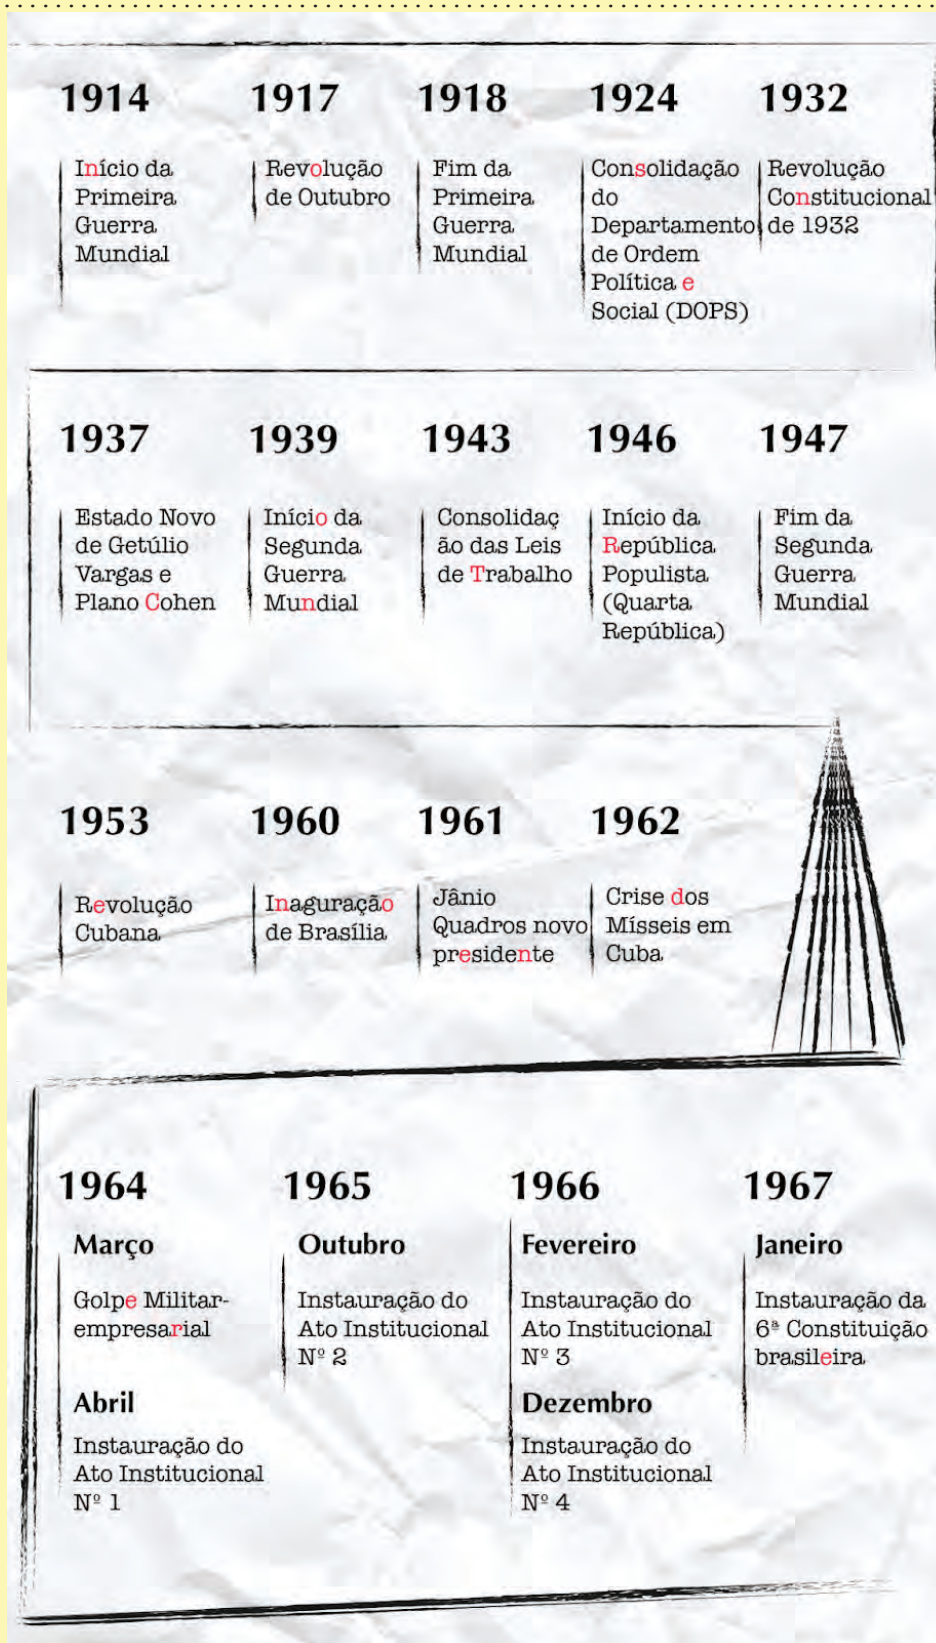 1914
Início da
Primeira
Guerra
Mundial
1917
Revolução
de Outubro
1918
Fim da
Primeira
Guerra
Mundial
1924
Consolidação
do
Departamento
de Ordem
Política e
Social (DOPS)
1932
Revolução
Constitucional
de 1932
1937
Estado Novo
de Getúlio
Vargas e
Plano Cohen
1939
Início da
Segunda
Guerra
Mundial
1943
Consolidaç
ão das Leis
de Trabalho
1946
Início da
República
Populista
(Quarta
República)
1947
Fim da
Segunda
Guerra
Mundial
1953
Revolução
Cubana
1960
Inaguração
de Brasília
1961
Jânio
Quadros novo
presidente
1962
Crise dos
Mísseis em
Cuba
1964
Março
Golpe Militar-
empresarial
Abril
Instauração do
Ato Institucional
Nº 1
1965
Outubro
Instauração do
Ato Institucional
Nº 2
1966
Fevereiro
Instauração do
Ato Institucional
Nº 3
Dezembro
Instauração do
Ato Institucional
Nº 4
1967
Janeiro
Instauração da
6ª Constituição
brasileira